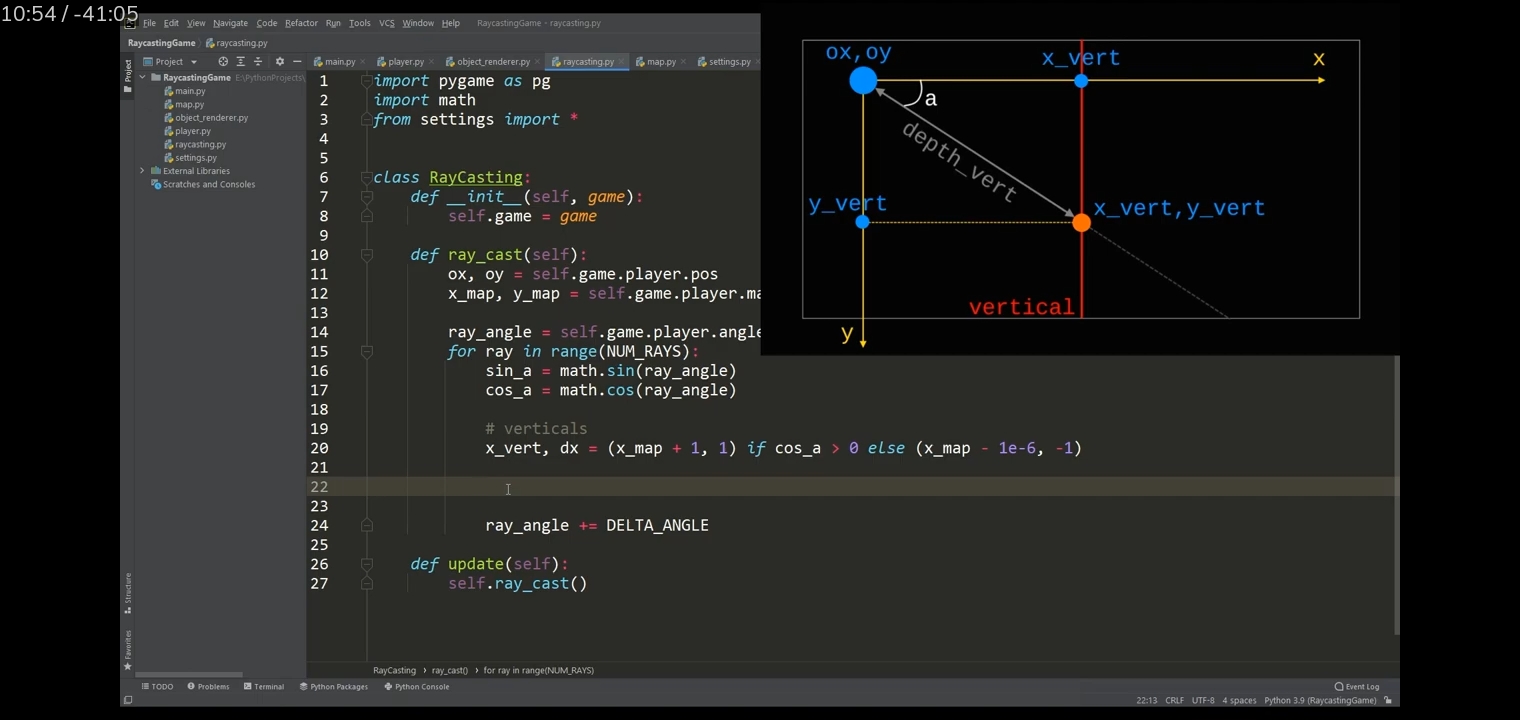 10:54 / -41:05
File Edit View Navigate Code Refactor Run Tools VCS Window Help RaycastingGame - raycasting.py
RaycastingGame raycasting.py
Project main.py player.py object_renderer.py raycasting.py map.py settings.py
Project
RaycastingGame E:\PythonProjects\
main.py
map.py
object_renderer.py
player.py
raycasting.py
settings.py
External Libraries
Scratches and Consoles
Structure
Favorites
1 import pygame as pg
2 import math
3 from settings import *
4
5
6 class RayCasting:
7 def __init__(self, game):
8 self.game = game
9
10 def ray_cast(self):
11 ox, oy = self.game.player.pos
12 x_map, y_map = self.game.player.ma
13
14 ray_angle = self.game.player.angle
15 for ray in range(NUM_RAYS):
16 sin_a = math.sin(ray_angle)
17 cos_a = math.cos(ray_angle)
18
19 # verticals
20 x_vert, dx = (x_map + 1, 1) if cos_a > 0 else (x_map - 1e-6, -1)
21
22
23
24 ray_angle += DELTA_ANGLE
25
26 def update(self):
27 self.ray_cast()
ox,oy
x_vert
x
a
depth_vert
y_vert
x_vert,y_vert
vertical
y
RayCasting › ray_cast() › for ray in range(NUM_RAYS)
TODO Problems Terminal Python Packages Python Console Event Log
22:13 CRLF UTF-8 4 spaces Python 3.9 (RaycastingGame)